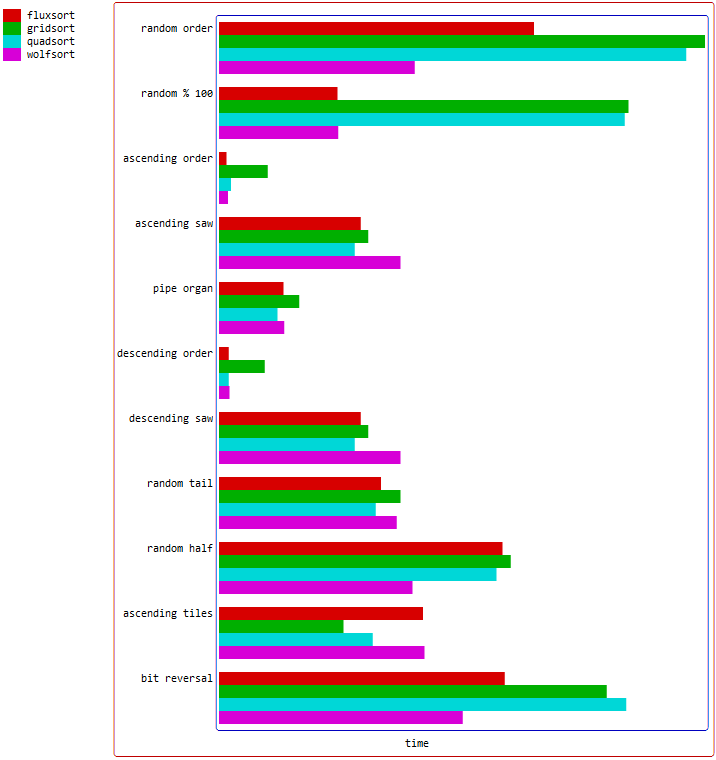 fluxsort
gridsort
quadsort
wolfsort
random order
random % 100
ascending order
ascending saw
pipe organ
descending order
descending saw
random tail
random half
ascending tiles
bit reversal
time